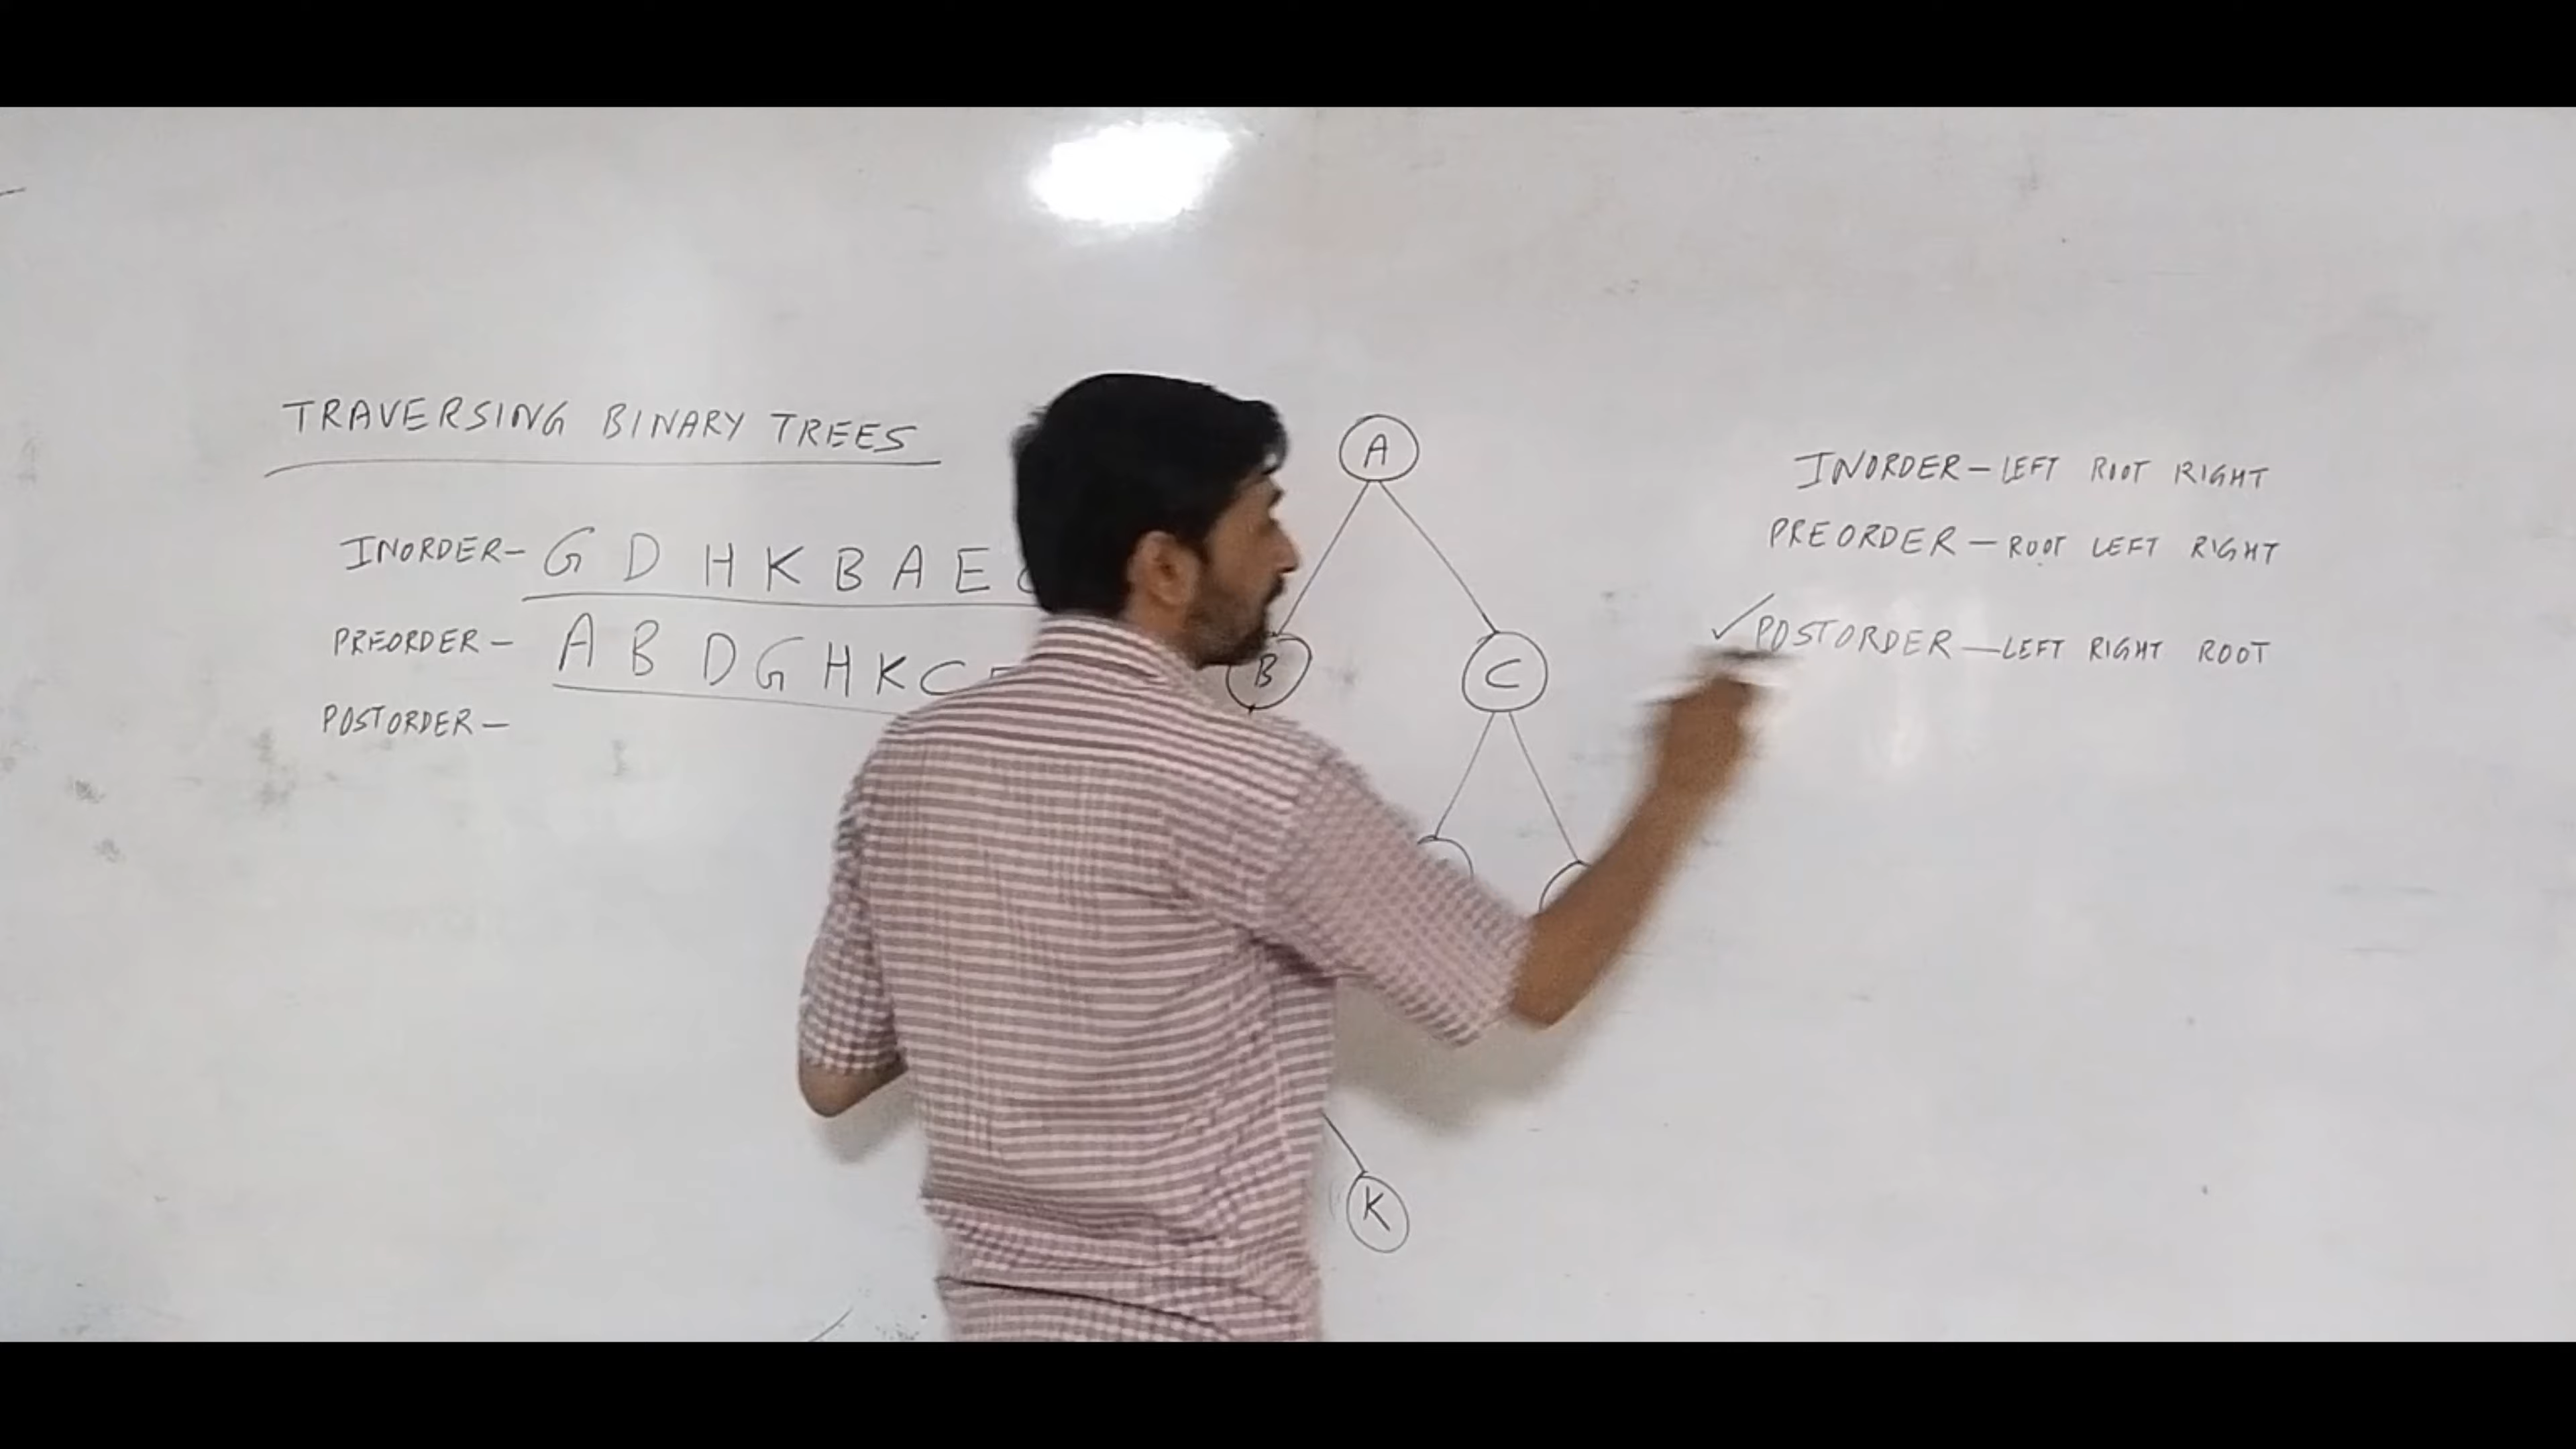 TRAVERSING BINARY TREES
INORDER- G D H K B A E
PREORDER- A B D G H K C
POSTORDER-
A
B
C
K
INORDER-LEFT ROOT RIGHT
PREORDER-ROOT LEFT RIGHT
✓POSTORDER-LEFT RIGHT ROOT